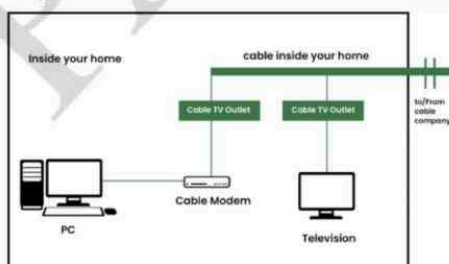 Inside your home
cable inside your home
Cable TV Outlet
Cable TV Outlet
to/from
cable
company
Cable Modem
PC
Television